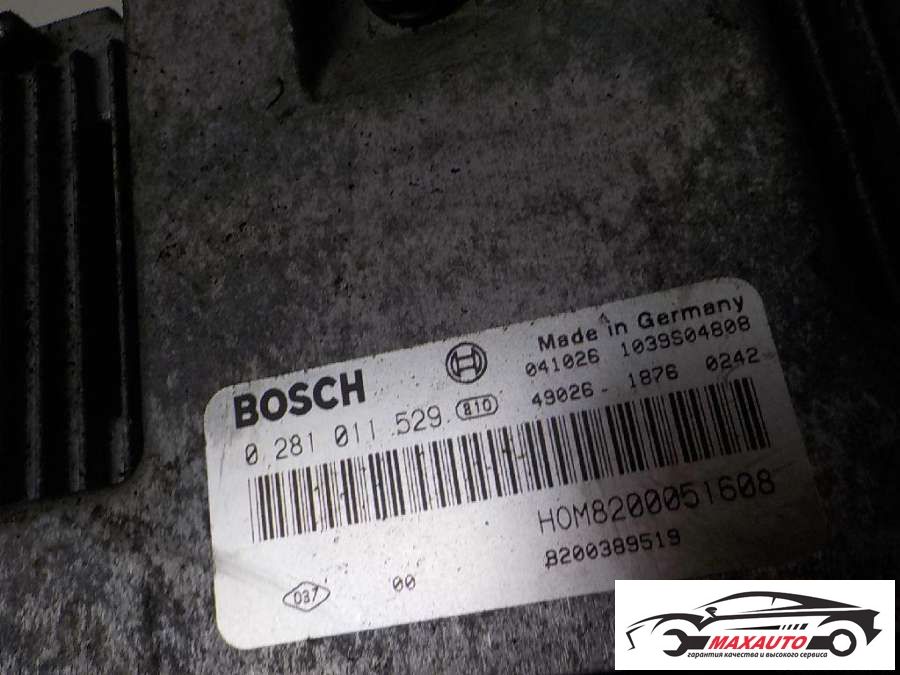 Made in Germany
BOSCH
041026 1039S04808
0 281 011 529 810
49026- 1876 0242
HOM8200051608
8200389519
037 00
MAXAUTO
гарантия качества и высокого сервиса